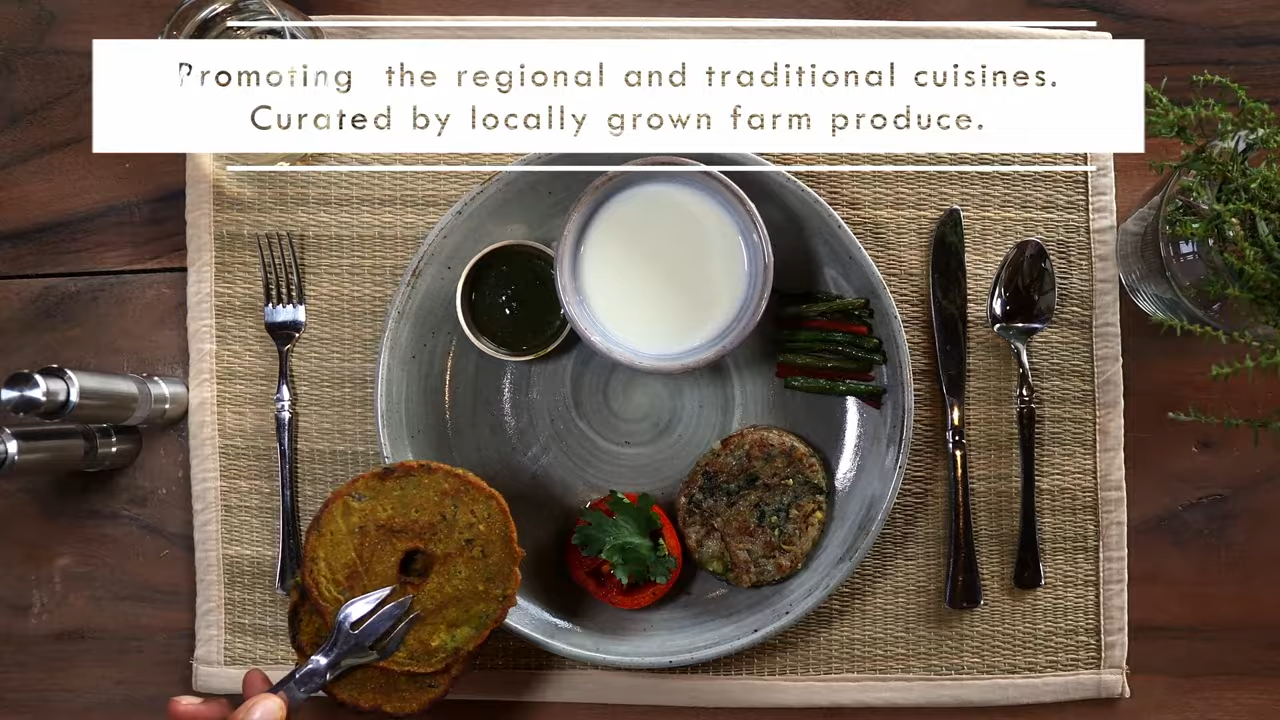 Promoting the regional and traditional cuisines.
Curated by locally grown farm produce.